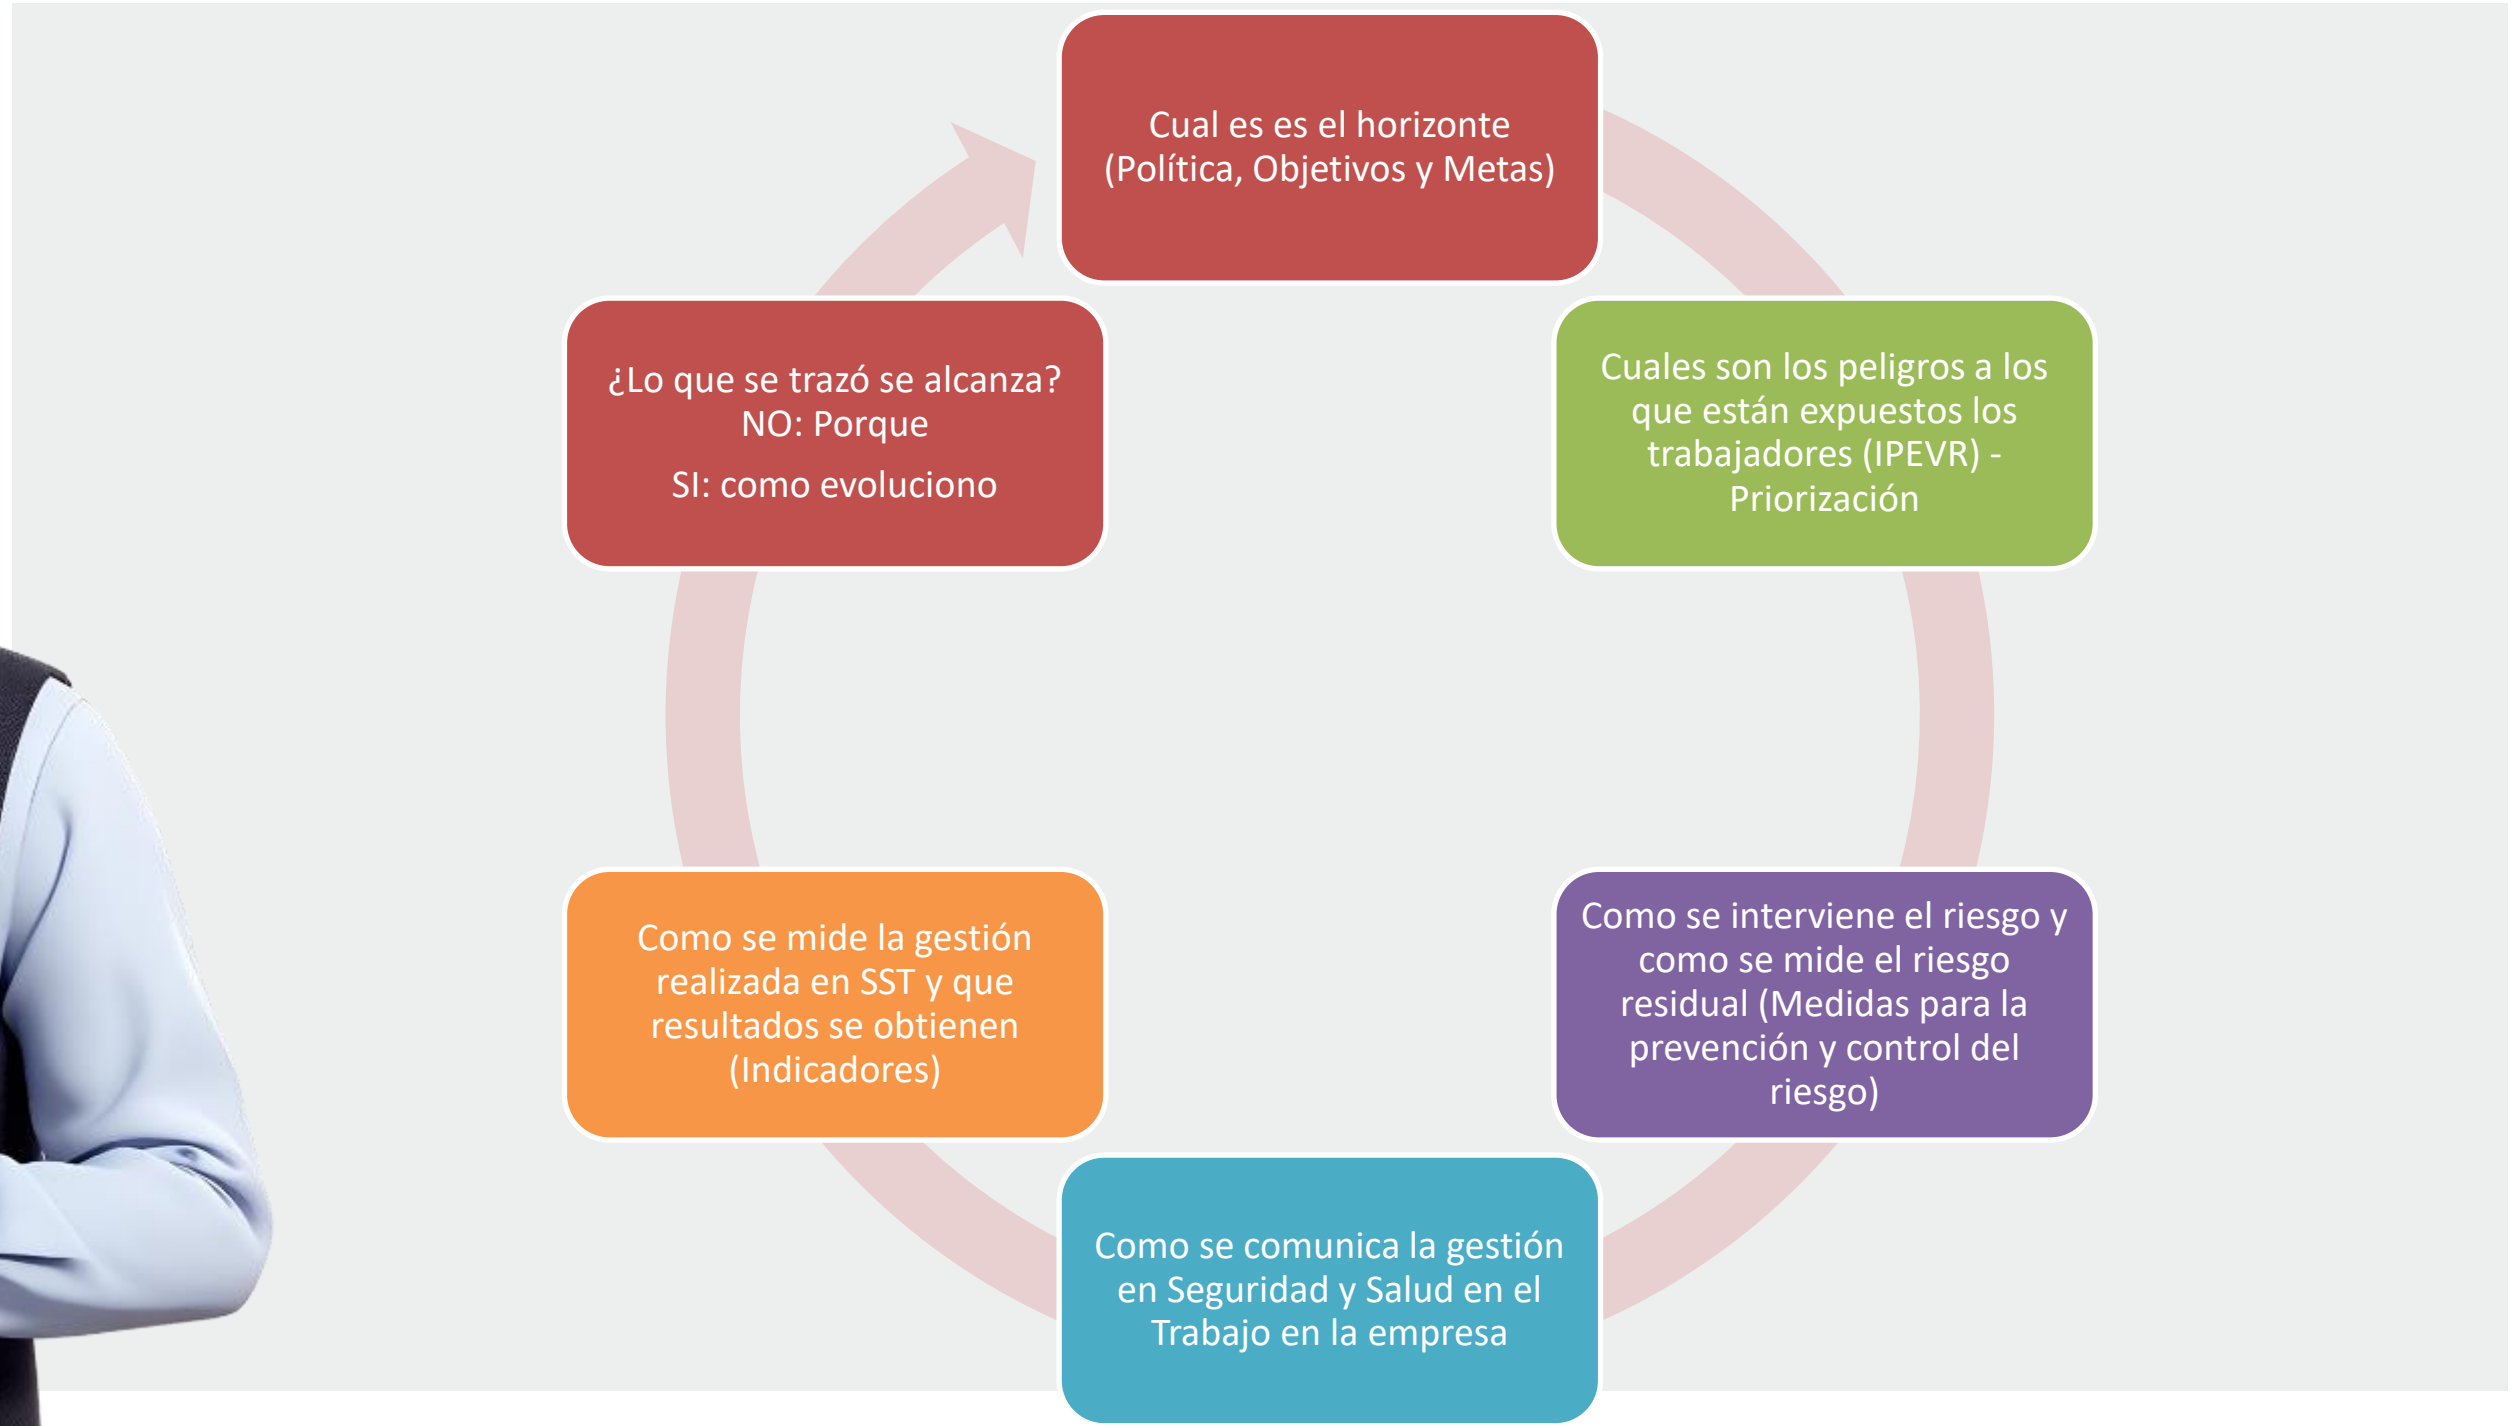 Cual es es el horizonte
(Política, Objetivos y Metas)
Cuales son los peligros a los
que están expuestos los
trabajadores (IPEVR) -
Priorización
Como se interviene el riesgo y
como se mide el riesgo
residual (Medidas para la
prevención y control del
riesgo)
Como se comunica la gestión
en Seguridad y Salud en el
Trabajo en la empresa
Como se mide la gestión
realizada en SST y que
resultados se obtienen
(Indicadores)
¿Lo que se trazó se alcanza?
NO: Porque
SI: como evoluciono